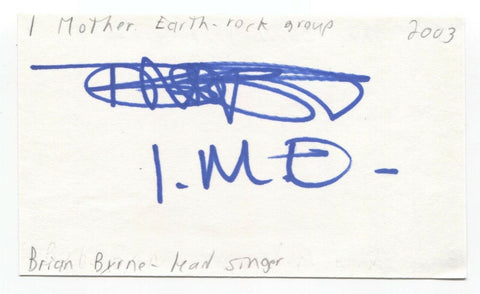 I Mother Earth-rock group 2003
I.M.E-
Brian Byrne-lead singer